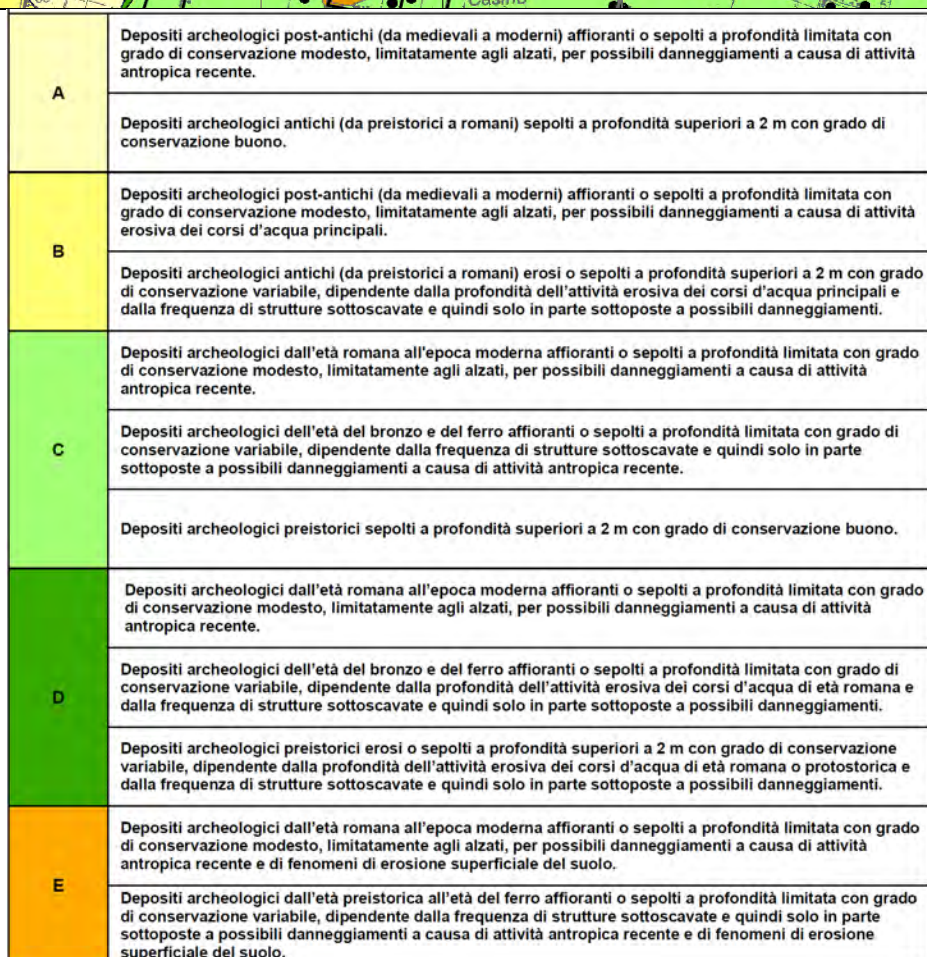 Casino
51
A
Depositi archeologici post-antichi (da medievali a moderni) affioranti o sepolti a profondità limitata con
grado di conservazione modesto, limitatamente agli alzati, per possibili danneggiamenti a causa di attività
antropica recente.
Depositi archeologici antichi (da preistorici a romani) sepolti a profondità superiori a 2 m con grado di
conservazione buono.
B
Depositi archeologici post-antichi (da medievali a moderni) affioranti o sepolti a profondità limitata con
grado di conservazione modesto, limitatamente agli alzati, per possibili danneggiamenti a causa di attività
erosiva dei corsi d'acqua principali.
Depositi archeologici antichi (da preistorici a romani) erosi o sepolti a profondità superiori a 2 m con grado
di conservazione variabile, dipendente dalla profondità dell'attività erosiva dei corsi d'acqua principali e
dalla frequenza di strutture sottoscavate e quindi solo in parte sottoposte a possibili danneggiamenti.
C
Depositi archeologici dall'età romana all'epoca moderna affioranti o sepolti a profondità limitata con grado
di conservazione modesto, limitatamente agli alzati, per possibili danneggiamenti a causa di attività
antropica recente.
Depositi archeologici dell'età del bronzo e del ferro affioranti o sepolti a profondità limitata con grado di
conservazione variabile, dipendente dalla frequenza di strutture sottoscavate e quindi solo in parte
sottoposte a possibili danneggiamenti a causa di attività antropica recente.
Depositi archeologici preistorici sepolti a profondità superiori a 2 m con grado di conservazione buono.
D
Depositi archeologici dall'età romana all'epoca moderna affioranti o sepolti a profondità limitata con grado
di conservazione modesto, limitatamente agli alzati, per possibili danneggiamenti a causa di attività
antropica recente.
Depositi archeologici dell'età del bronzo e del ferro affioranti o sepolti a profondità limitata con grado di
conservazione variabile, dipendente dalla profondità dell'attività erosiva dei corsi d'acqua di età romana e
dalla frequenza di strutture sottoscavate e quindi solo in parte sottoposte a possibili danneggiamenti.
Depositi archeologici preistorici erosi o sepolti a profondità superiori a 2 m con grado di conservazione
variabile, dipendente dalla profondità dell'attività erosiva dei corsi d'acqua di età romana o protostorica e
dalla frequenza di strutture sottoscavate e quindi solo in parte sottoposte a possibili danneggiamenti.
E
Depositi archeologici dall'età romana all'epoca moderna affioranti o sepolti a profondità limitata con grado
di conservazione modesto, limitatamente agli alzati, per possibili danneggiamenti a causa di attività
antropica recente e di fenomeni di erosione superficiale del suolo.
Depositi archeologici dall'età preistorica all'età del ferro affioranti o sepolti a profondità limitata con grado
di conservazione variabile, dipendente dalla frequenza di strutture sottoscavate e quindi solo in parte
sottoposte a possibili danneggiamenti a causa di attività antropica recente e di fenomeni di erosione
superficiale del suolo.